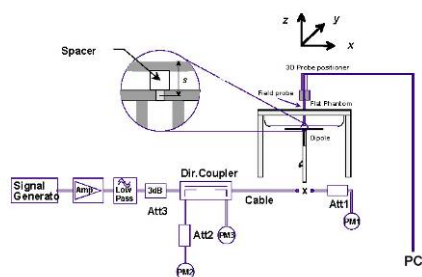 z
y
x
Spacer
s
3D Probe positioner
Field probe
Flat Phantom
Dipole
Dir.Coupler
Signal
Generato
Amp
Low
Pass
3dB
Att3
Cable
x
Att1
PM1
Att2
PM3
PM2
PC